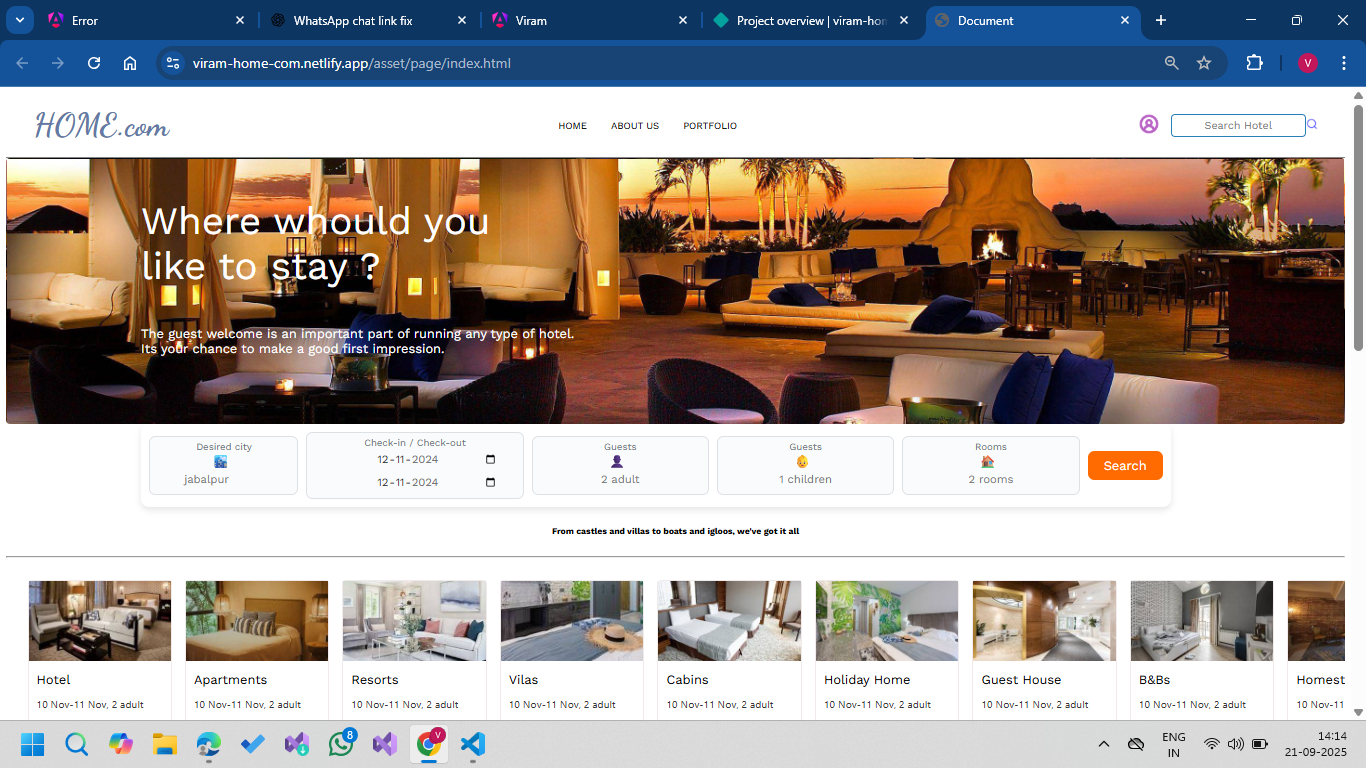 Error
WhatsApp chat link fix
Viram
Project overview | viram-hom
Document
viram-home-com.netlify.app/asset/page/index.html
V
HOME.com
HOME
ABOUT US
PORTFOLIO
Search Hotel
Where whould you
like to stay ?
The guest welcome is an important part of running any type of hotel.
Its your chance to make a good first impression.
Desired city
jabalpur
Check-in / Check-out
12-11-2024
12-11-2024
Guests
2 adult
Guests
1 children
Rooms
2 rooms
Search
From castles and villas to boats and igloos, we've got it all
Hotel
10 Nov-11 Nov, 2 adult
Apartments
10 Nov-11 Nov, 2 adult
Resorts
10 Nov-11 Nov, 2 adult
Vilas
10 Nov-11 Nov, 2 adult
Cabins
10 Nov-11 Nov, 2 adult
Holiday Home
10 Nov-11 Nov, 2 adult
Guest House
10 Nov-11 Nov, 2 adult
B&Bs
10 Nov-11 Nov, 2 adult
Homest
10 Nov-11
8
V
ENG
IN
14:14
21-09-2025